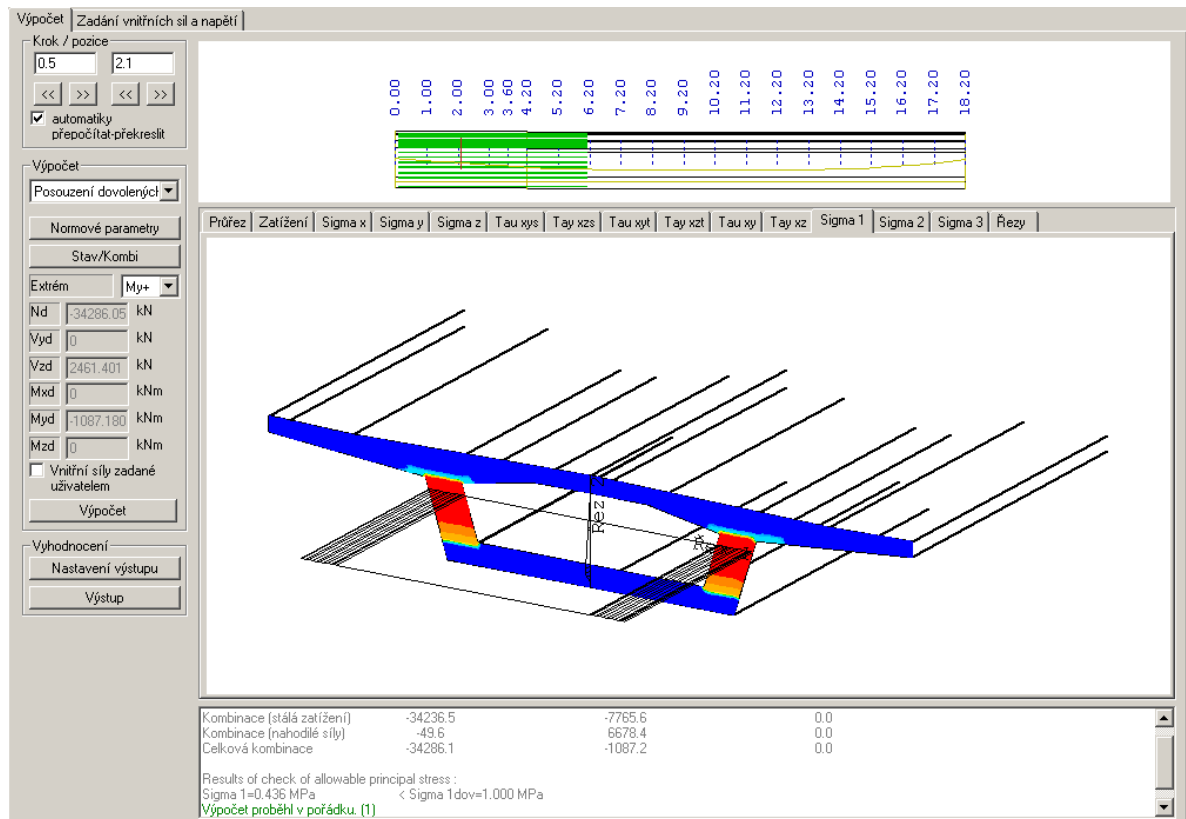 Výpočet Zadání vnitřních sil a napětí
Krok / pozice
0.5 2.1
<< >> << >>
automatiky
přepočítat-překreslit
Výpočet
Posouzení dovolenýcł
Normové parametry
Stav/Kombi
Extrém My+
Nd -34286.05 kN
Vyd 0 kN
Vzd 2461.401 kN
Mxd 0 kNm
Myd -1087.180 kNm
Mzd 0 kNm
Vnitřní síly zadané
uživatelem
Výpočet
Vyhodnocení
Nastavení výstupu
Výstup
0.00 1.00 2.00 3.00 3.60 4.20 5.20 6.20 7.20 8.20 9.20 10.20 11.20 12.20 13.20 14.20 15.20 16.20 17.20 18.20
Průřez Zatížení Sigma x Sigma y Sigma z Tau xys Tay xzs Tau xyt Tay xzt Tau xy Tay xz Sigma 1 Sigma 2 Sigma 3 Řezy
Řez
Kombinace (stálá zatížení) -34236.5 -7765.6 0.0
Kombinace (nahodilé síly) -49.6 6678.4 0.0
Celková kombinace -34286.1 -1087.2 0.0
Results of check of allowable principal stress :
Sigma 1=0.436 MPa < Sigma 1dov=1.000 MPa
Výpočet proběhl v pořádku. (1)